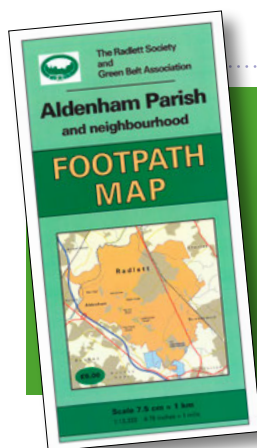 The Radlett Society
and
Green Belt Association
Aldenham Parish
and neighbourhood
FOOTPATH
MAP
Radlett
Aldenham
Scale 7.5 cm = 1 km